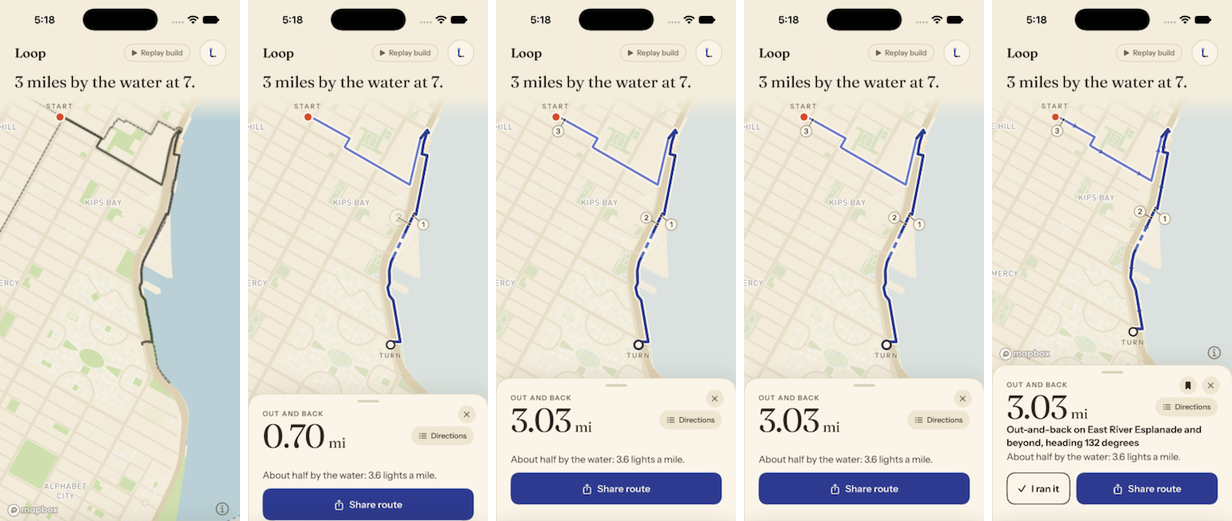 5:18
Loop
Replay build
3 miles by the water at 7.
START
HILL
KIPS BAY
MERCY
ALPHABET
CITY
mapbox
5:18
Loop
Replay build
3 miles by the water at 7.
START
HILL
KIPS BAY
2
1
ERCY
TURN
OUT AND BACK
0.70 mi
Directions
About half by the water: 3.6 lights a mile.
Share route
5:18
Loop
Replay build
3 miles by the water at 7.
START
3
HILL
KIPS BAY
2
1
ERCY
TURN
OUT AND BACK
3.03 mi
Directions
About half by the water: 3.6 lights a mile.
Share route
5:18
Loop
Replay build
3 miles by the water at 7.
START
3
HILL
KIPS BAY
2
1
ERCY
TURN
OUT AND BACK
3.03 mi
Directions
About half by the water: 3.6 lights a mile.
Share route
5:18
Loop
Replay build
3 miles by the water at 7.
START
3
E HILL
KIPS BAY
2
1
MERCY
TURN
mapbox
OUT AND BACK
3.03 mi
Directions
Out-and-back on East River Esplanade and
beyond, heading 132 degrees
About half by the water: 3.6 lights a mile.
I ran it
Share route